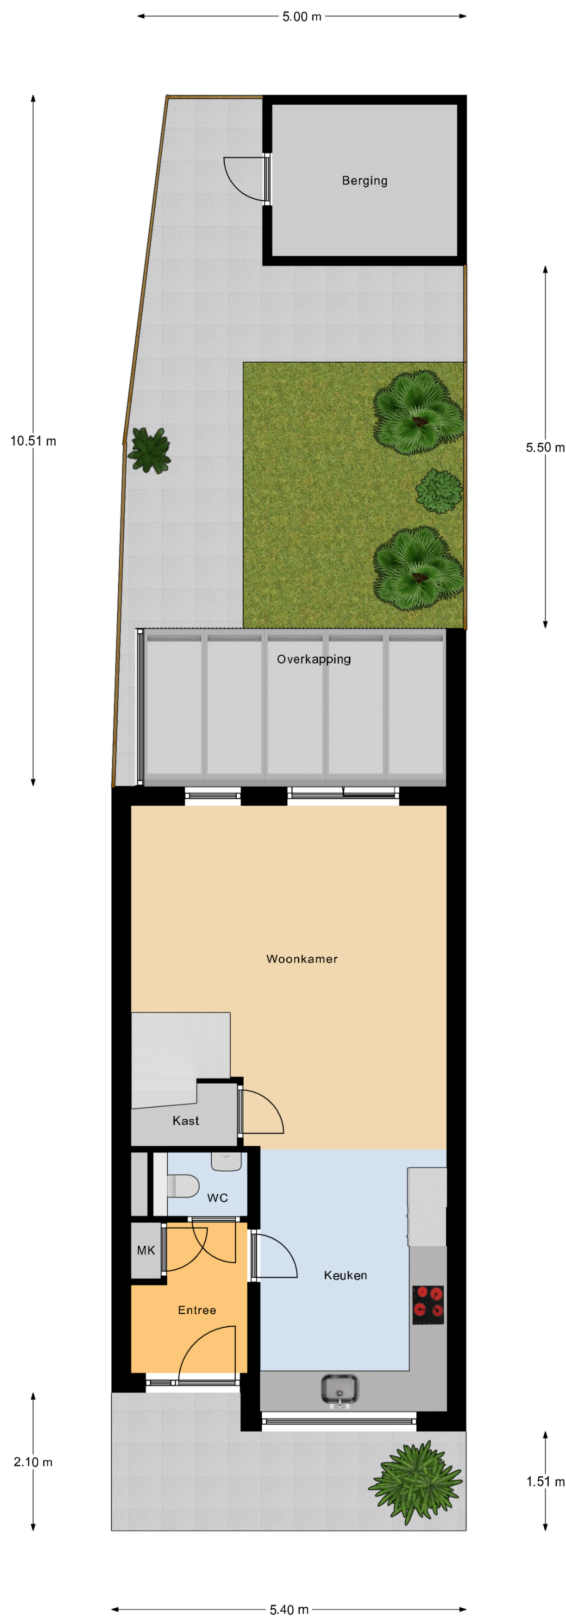 5.00 m
Berging
10.51 m
5.50 m
Overkapping
Woonkamer
Kast
WC
MK
Keuken
Entree
2.10 m
1.51 m
5.40 m